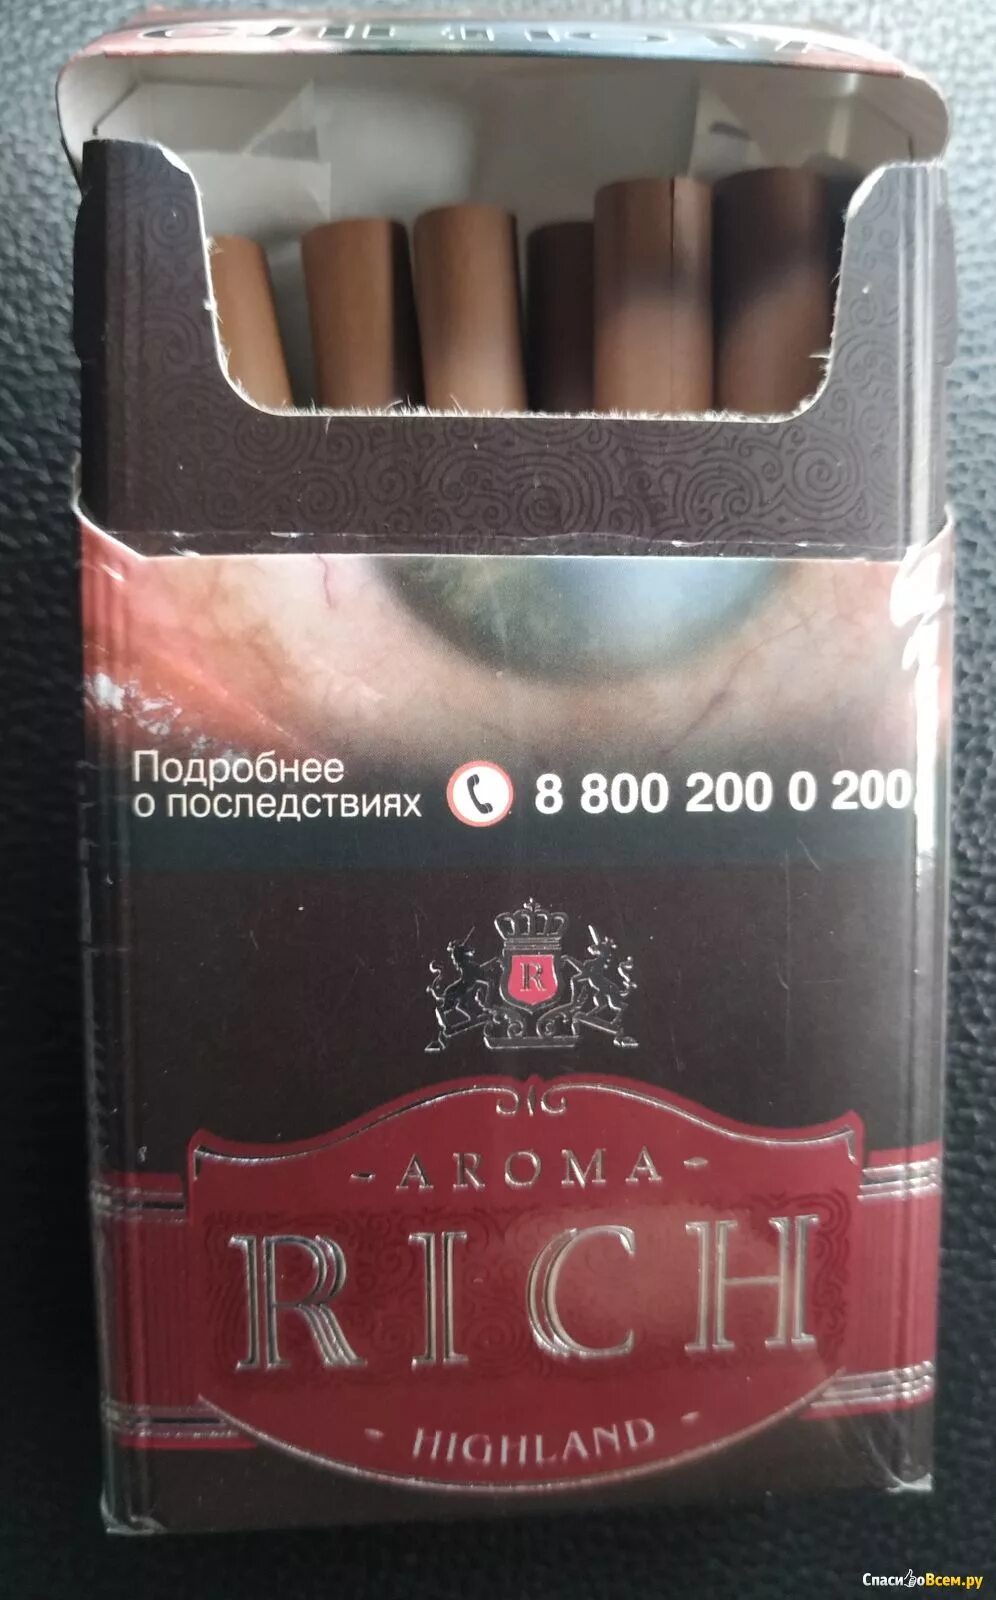 Подробнее
о последствиях
8 800 200 0 200
R
- AROMA -
RICH
- HIGHLAND -
СпасибоВсем.ру